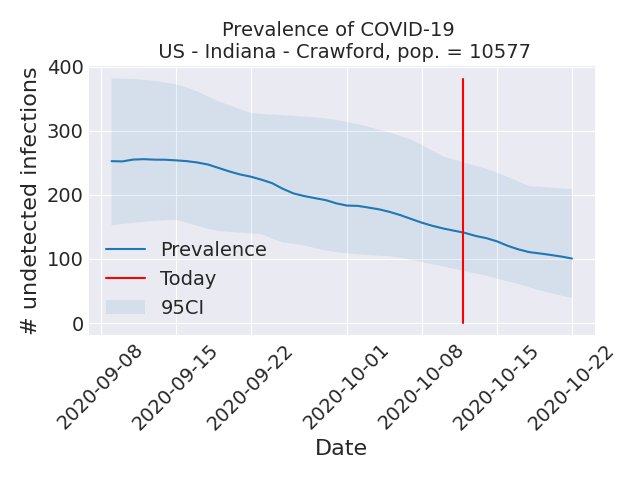 Prevalence of COVID-19
US - Indiana - Crawford, pop. = 10577
# undetected infections
400
300
200
100
0
Prevalence
Today
95CI
2020-09-08
2020-09-15
2020-09-22
2020-10-01
2020-10-08
2020-10-15
2020-10-22
Date